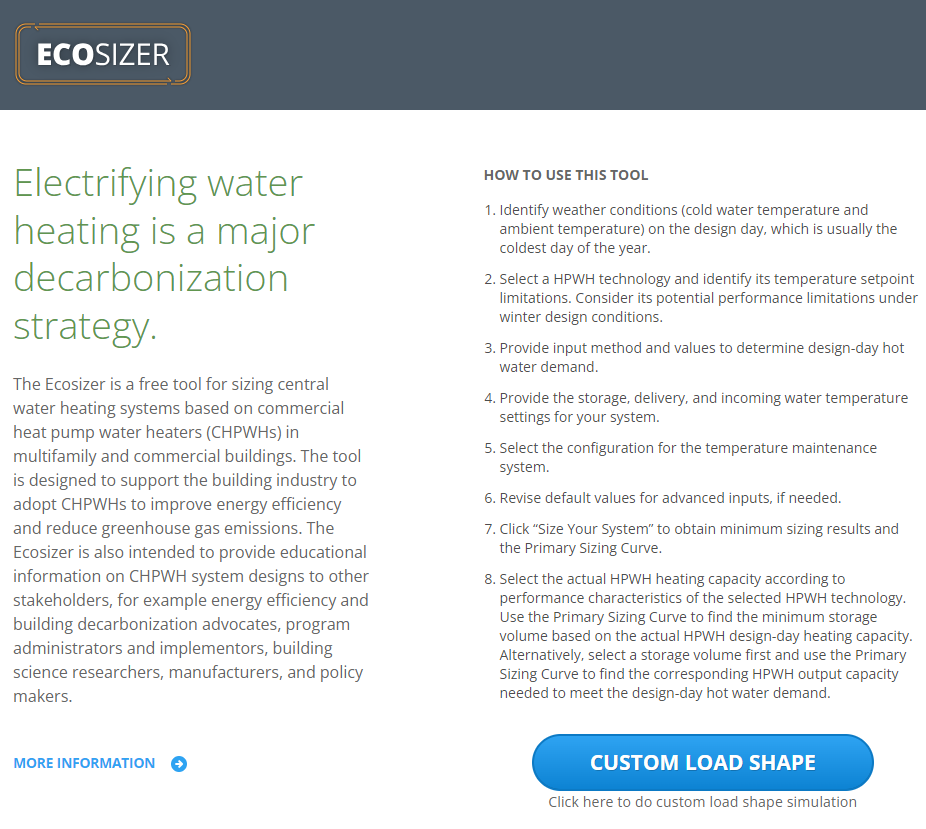 ECOSIZER
Electrifying water
heating is a major
decarbonization
strategy.
The Ecosizer is a free tool for sizing central
water heating systems based on commercial
heat pump water heaters (CHPWHs) in
multifamily and commercial buildings. The tool
is designed to support the building industry to
adopt CHPWHs to improve energy efficiency
and reduce greenhouse gas emissions. The
Ecosizer is also intended to provide educational
information on CHPWH system designs to other
stakeholders, for example energy efficiency and
building decarbonization advocates, program
administrators and implementors, building
science researchers, manufacturers, and policy
makers.
MORE INFORMATION
HOW TO USE THIS TOOL
1. Identify weather conditions (cold water temperature and
ambient temperature) on the design day, which is usually the
coldest day of the year.
2. Select a HPWH technology and identify its temperature setpoint
limitations. Consider its potential performance limitations under
winter design conditions.
3. Provide input method and values to determine design-day hot
water demand.
4. Provide the storage, delivery, and incoming water temperature
settings for your system.
5. Select the configuration for the temperature maintenance
system.
6. Revise default values for advanced inputs, if needed.
7. Click “Size Your System” to obtain minimum sizing results and
the Primary Sizing Curve.
8. Select the actual HPWH heating capacity according to
performance characteristics of the selected HPWH technology.
Use the Primary Sizing Curve to find the minimum storage
volume based on the actual HPWH design-day heating capacity.
Alternatively, select a storage volume first and use the Primary
Sizing Curve to find the corresponding HPWH output capacity
needed to meet the design-day hot water demand.
CUSTOM LOAD SHAPE
Click here to do custom load shape simulation